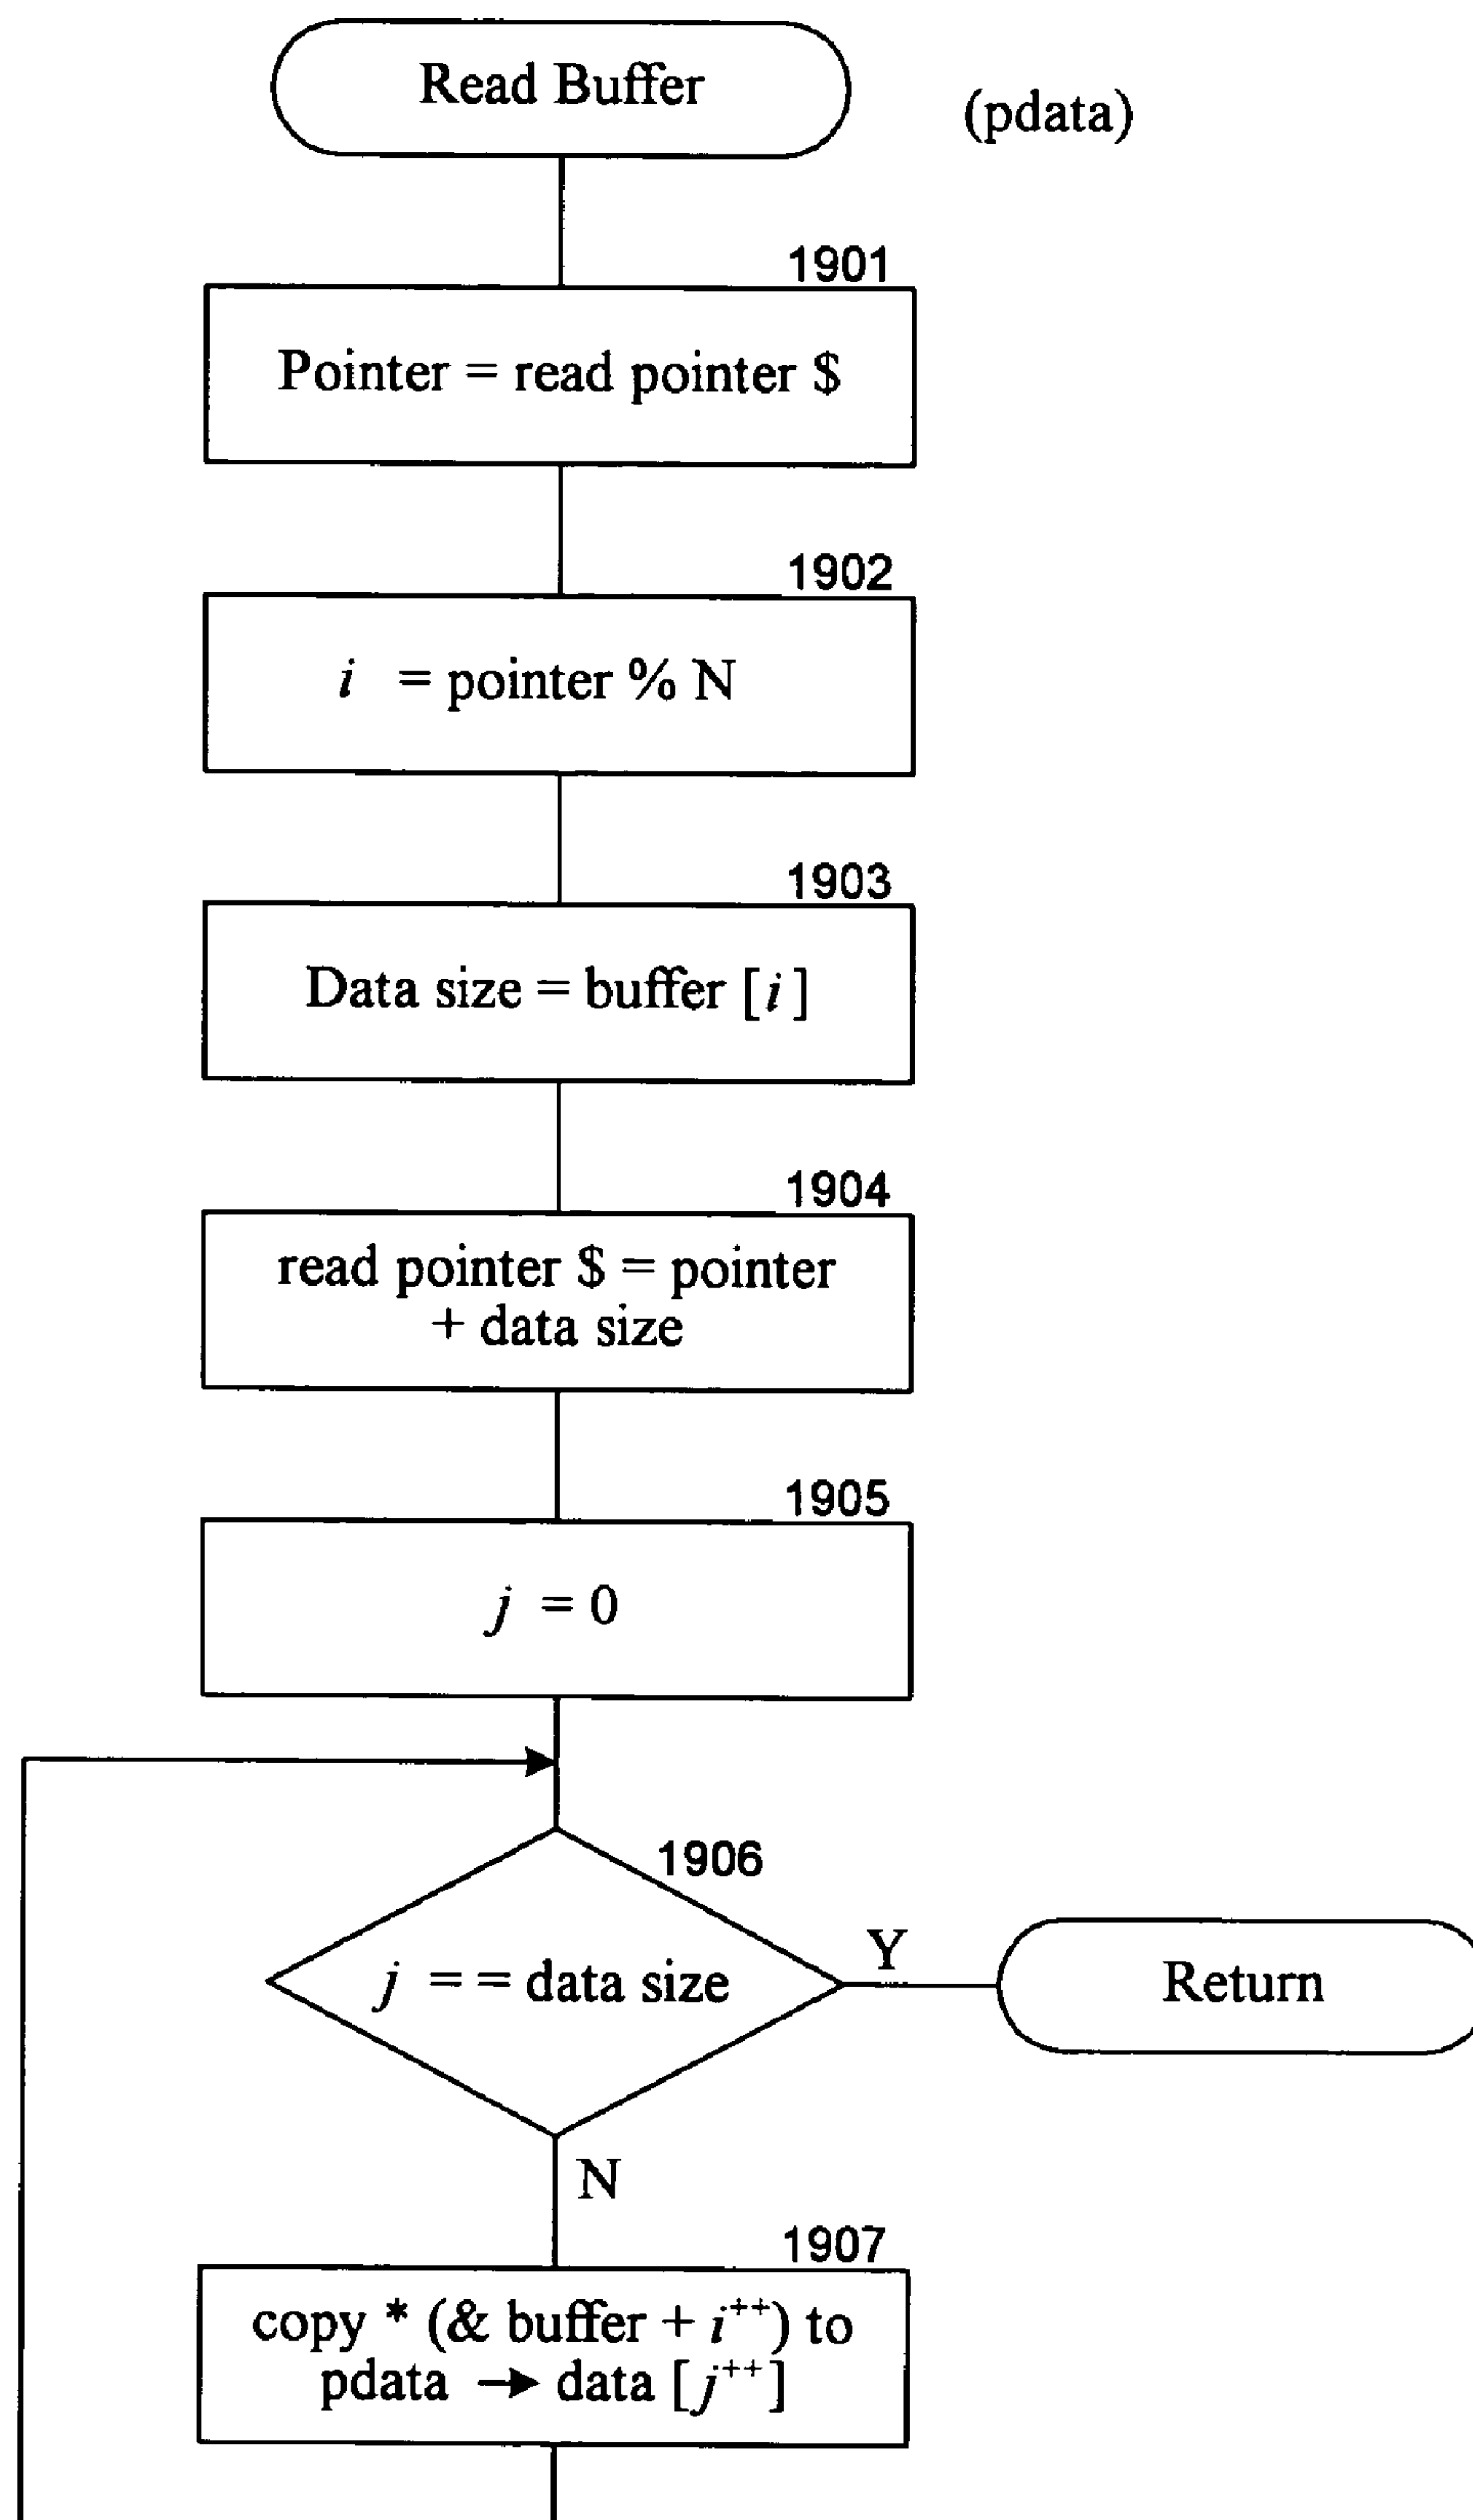 Read Buffer
(pdata)
1901
Pointer = read pointer $
1902
i = pointer % N
1903
Data size = buffer [i]
1904
read pointer $ = pointer
+ data size
1905
j = 0
1906
j == data size
Y
Return
N
1907
copy * (& buffer + i++) to
pdata → data [j++]